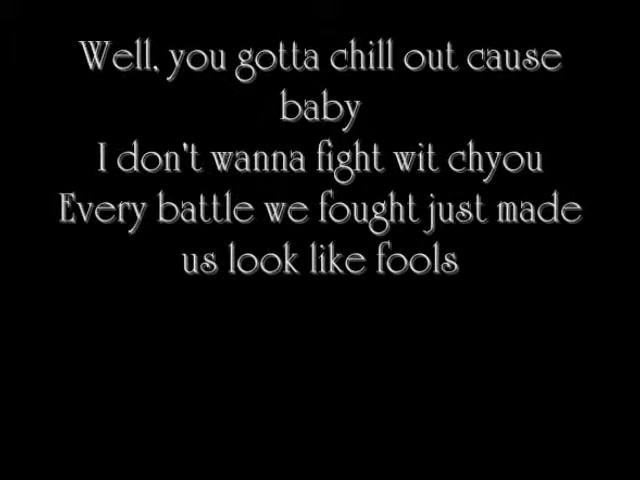 Well, you gotta chill out cause
baby
I don't wanna fight wit chyou
Every battle we fought just made
us look like fools